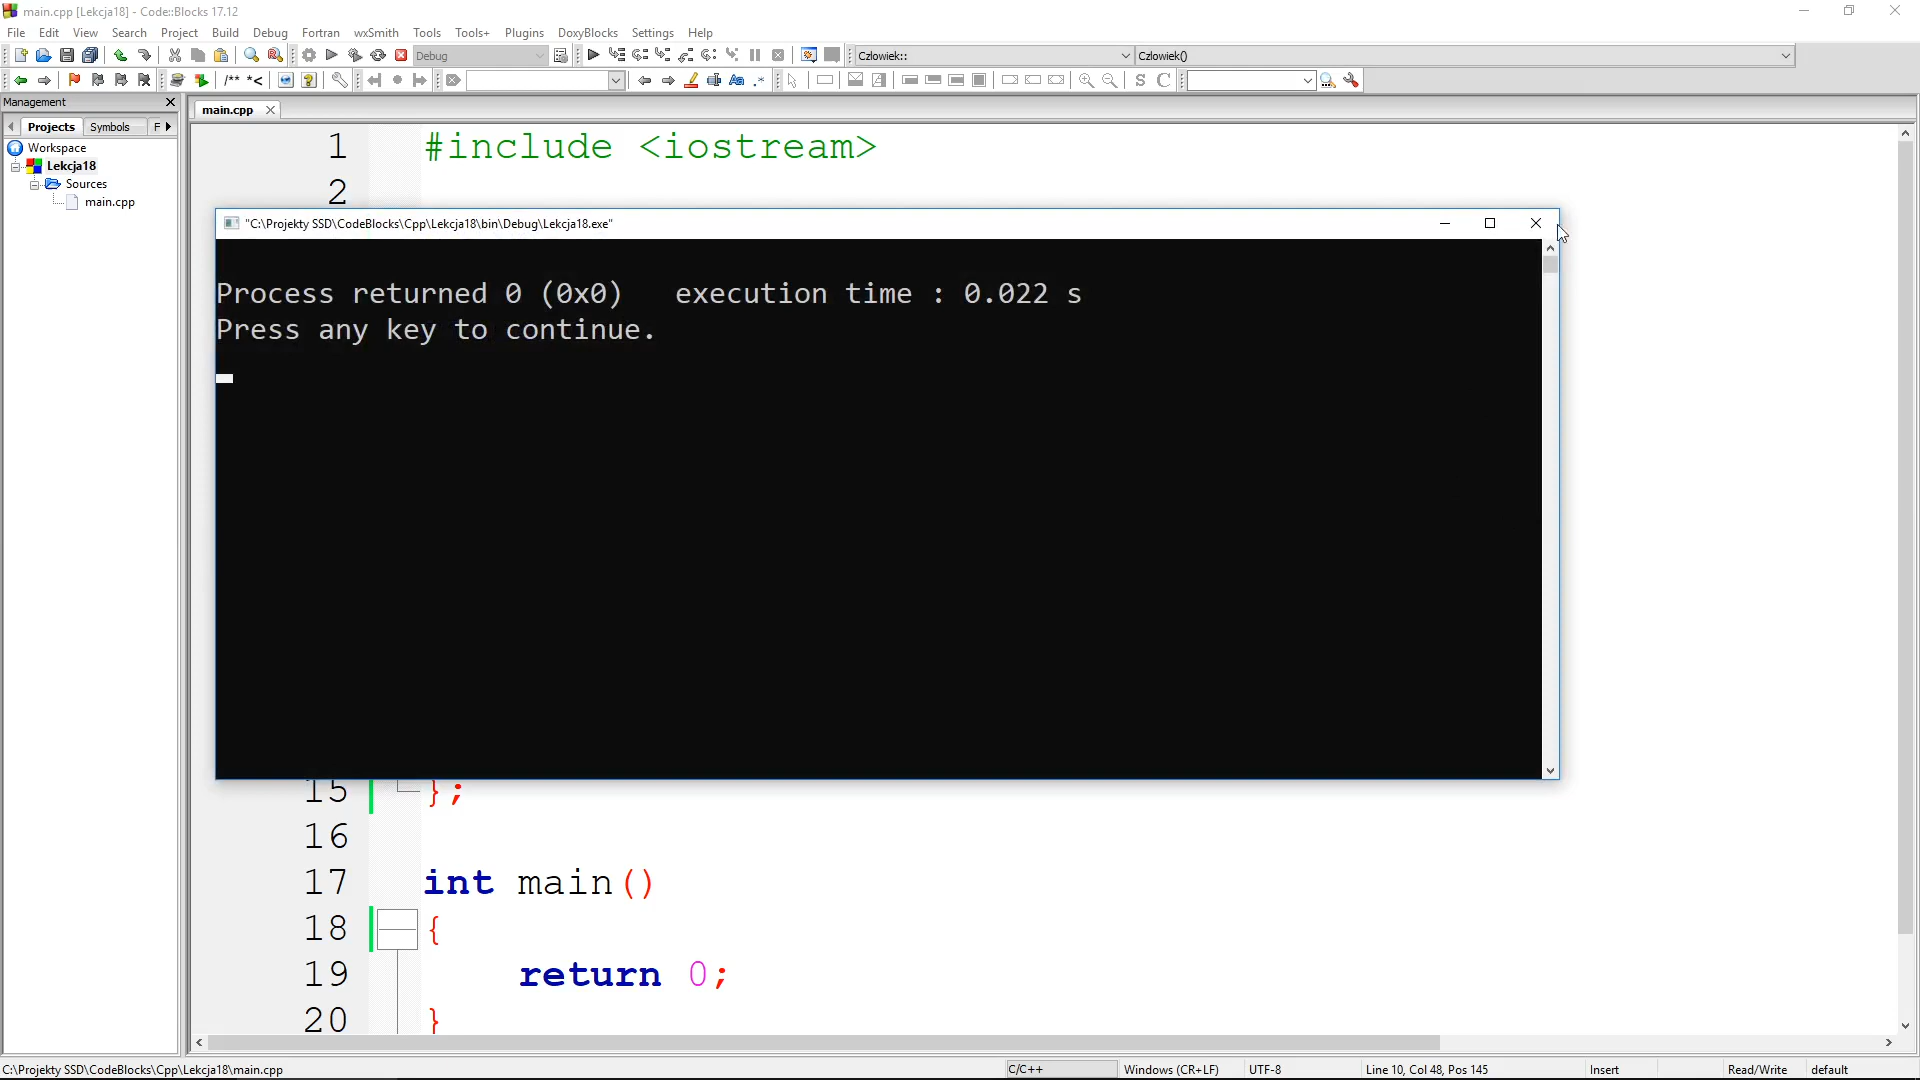 main.cpp [Lekcja18] - Code::Blocks 17.12
File Edit View Search Project Build Debug Fortran wxSmith Tools Tools+ Plugins DoxyBlocks Settings Help
Debug
Człowiek::
Człowiek()
/** *<
Aa .*
S C
Management
Projects Symbols F
main.cpp
Workspace
Lekcja18
Sources
main.cpp
1 #include <iostream>
2
"C:\Projekty SSD\CodeBlocks\Cpp\Lekcja18\bin\Debug\Lekcja18.exe"
Process returned 0 (0x0)   execution time : 0.022 s
Press any key to continue.
15 };
16
17 int main()
18 {
19 return 0;
20 }
C:\Projekty SSD\CodeBlocks\Cpp\Lekcja18\main.cpp C/C++ Windows (CR+LF) UTF-8 Line 10, Col 48, Pos 145 Insert Read/Write default